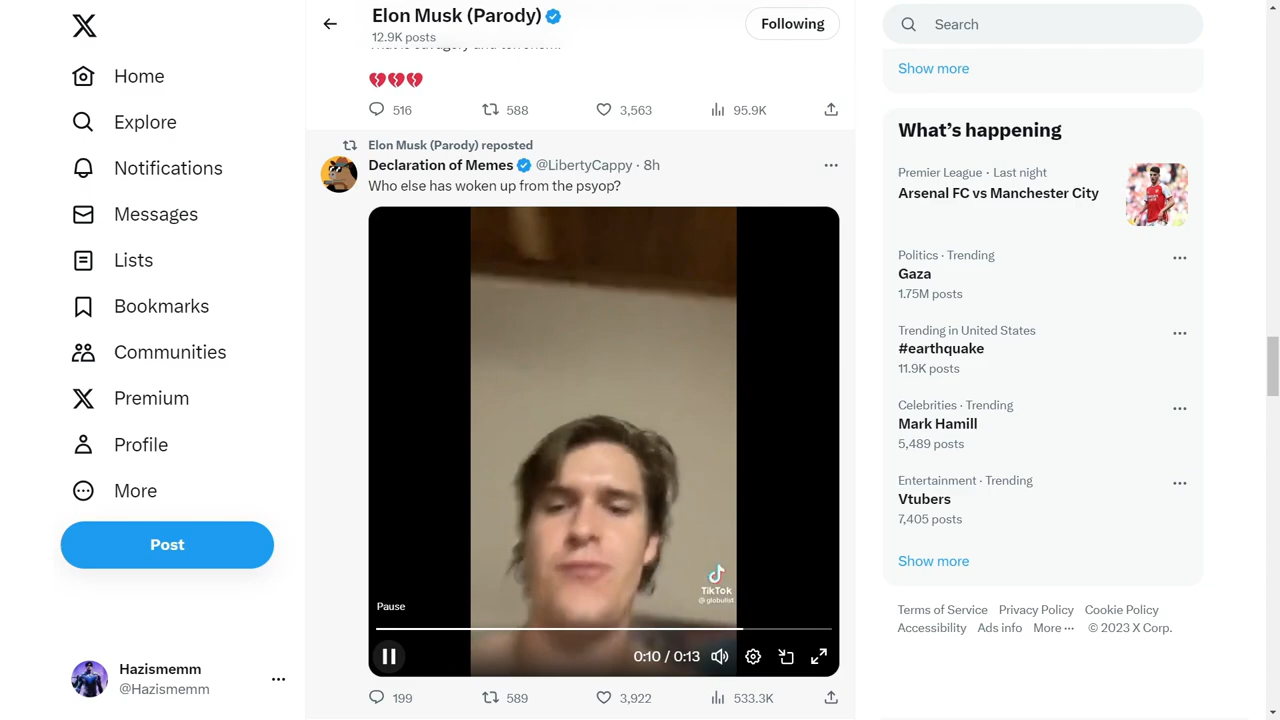 Home
Explore
Notifications
Messages
Lists
Bookmarks
Communities
Premium
Profile
More
Post
Hazismemm
@Hazismemm
Elon Musk (Parody)
12.9K posts
Following
516 588 3,563 95.9K
Elon Musk (Parody) reposted
Declaration of Memes @LibertyCappy · 8h
Who else has woken up from the psyop?
TikTok
@globullst
Pause
0:10 / 0:13
199 589 3,922 533.3K
Search
Show more
What’s happening
Premier League · Last night
Arsenal FC vs Manchester City
Politics · Trending
Gaza
1.75M posts
Trending in United States
#earthquake
11.9K posts
Celebrities · Trending
Mark Hamill
5,489 posts
Entertainment · Trending
Vtubers
7,405 posts
Show more
Terms of Service Privacy Policy Cookie Policy
Accessibility Ads info More ··· © 2023 X Corp.